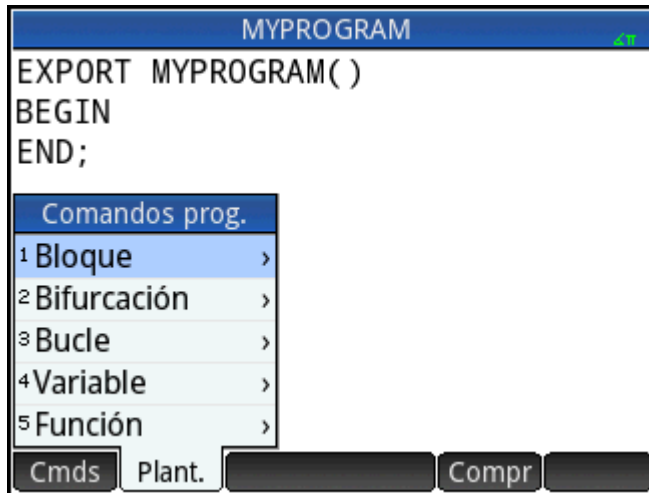 MYPROGRAM
∡π
EXPORT MYPROGRAM()
BEGIN
END;
Comandos prog.
1 Bloque ›
2 Bifurcación ›
3 Bucle ›
4 Variable ›
5 Función ›
Cmds Plant. Compr